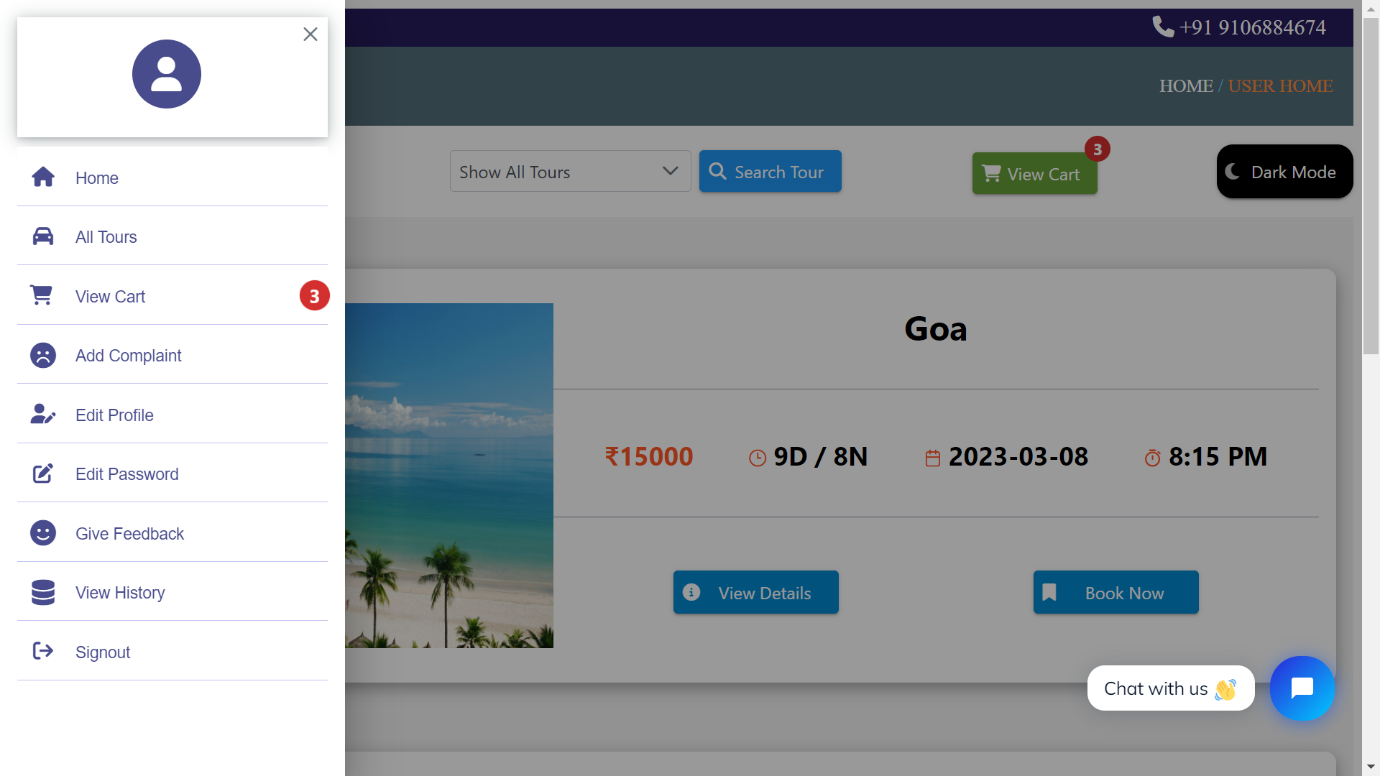 Home
All Tours
View Cart 3
Add Complaint
Edit Profile
Edit Password
Give Feedback
View History
Signout
+91 9106884674
HOME / USER HOME
Show All Tours
Search Tour
View Cart
3
Dark Mode
Goa
₹15000 9D / 8N 2023-03-08 8:15 PM
View Details
Book Now
Chat with us 👋